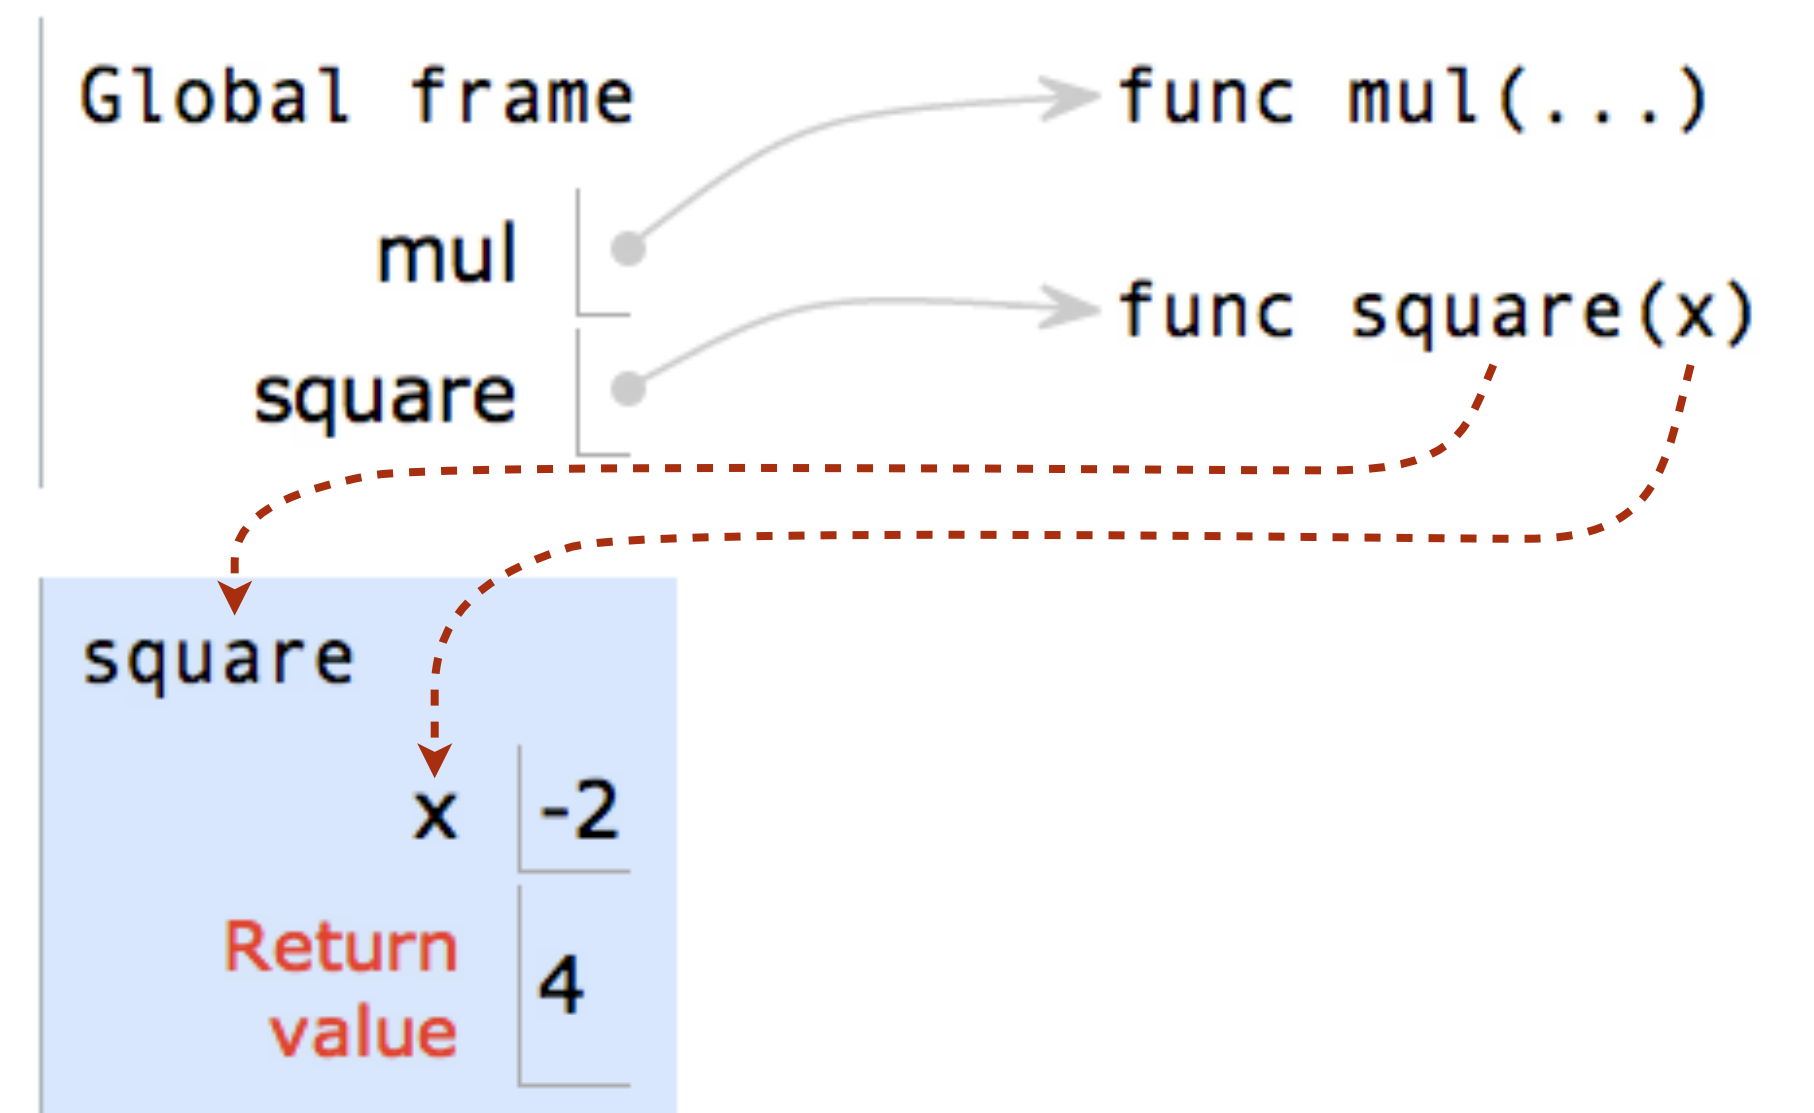 Global frame
func mul(...)
mul
func square(x)
square
square
x -2
Return
value 4